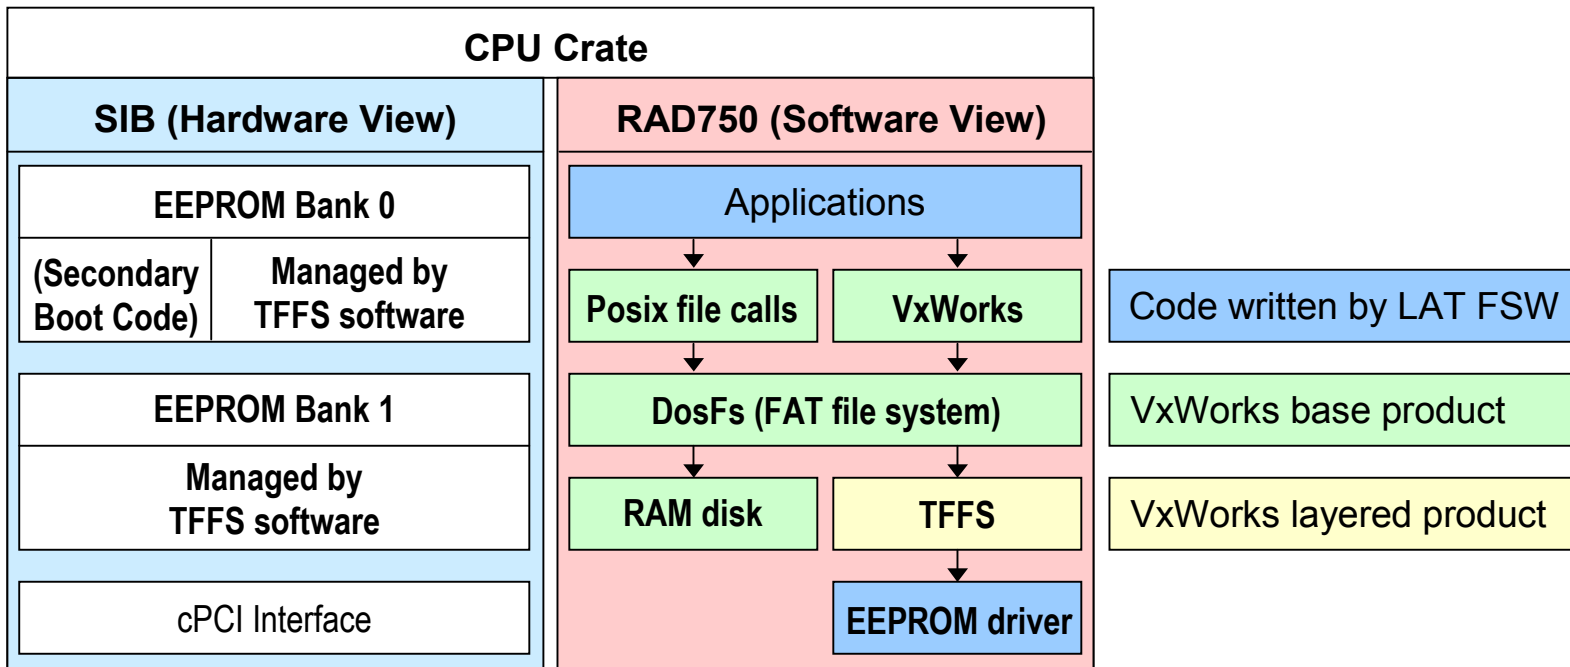 CPU Crate
SIB (Hardware View)
EEPROM Bank 0
(Secondary
Boot Code)
Managed by
TFFS software
EEPROM Bank 1
Managed by
TFFS software
cPCI Interface
RAD750 (Software View)
Applications
Posix file calls
VxWorks
DosFs (FAT file system)
RAM disk
TFFS
EEPROM driver
Code written by LAT FSW
VxWorks base product
VxWorks layered product